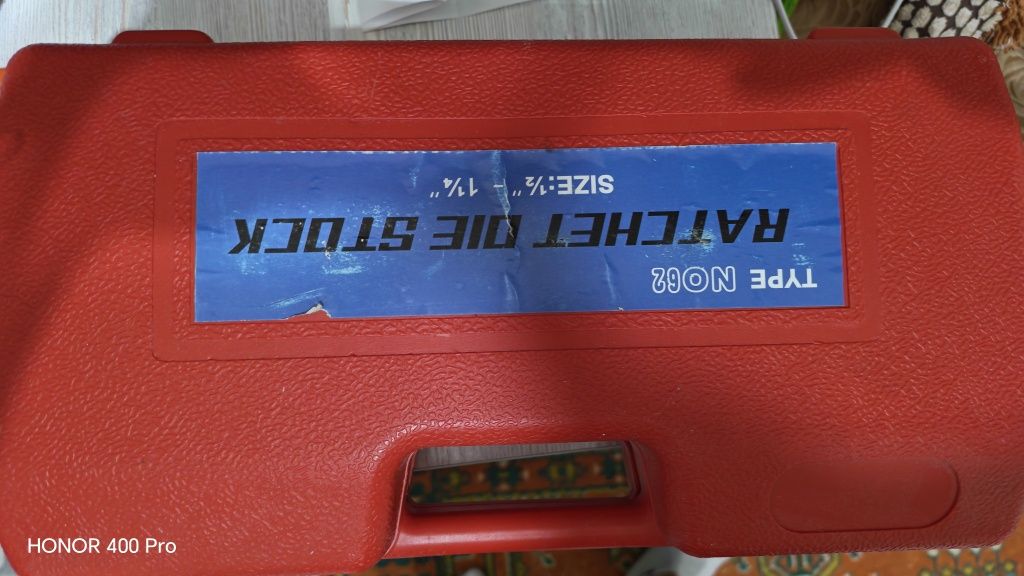 TYPE NO62
RATCHET DIE STOCK
SIZE:½" - 1¼"
HONOR 400 Pro